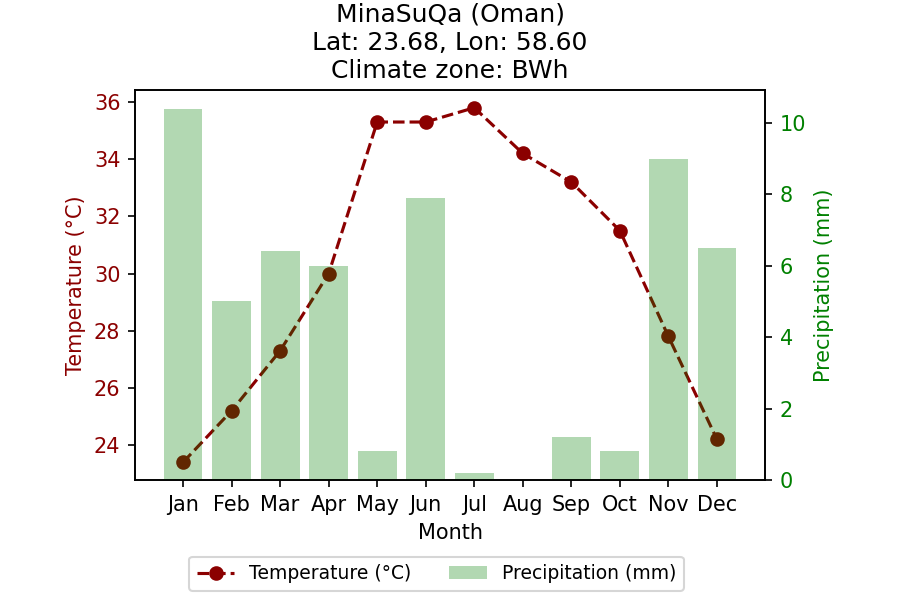 MinaSuQa (Oman)
Lat: 23.68, Lon: 58.60
Climate zone: BWh
36
34
32
30
28
26
24
Temperature (°C)
10
8
6
4
2
0
Precipitation (mm)
Jan Feb Mar Apr May Jun Jul Aug Sep Oct Nov Dec
Month
Temperature (°C) Precipitation (mm)